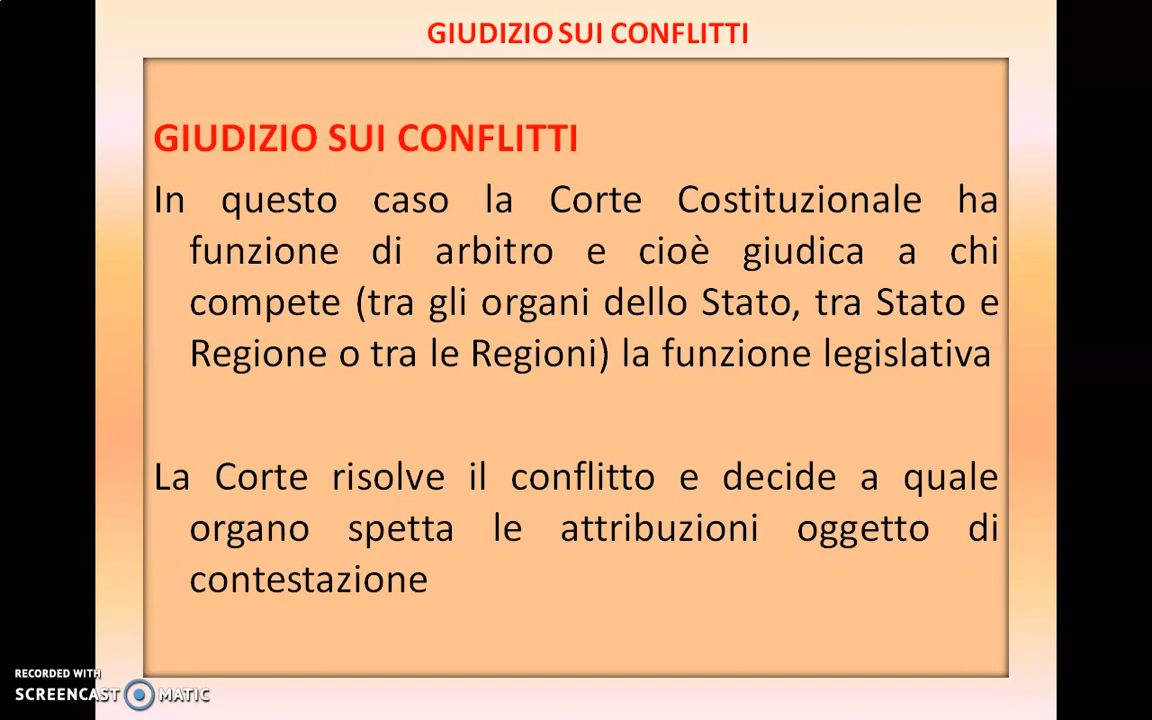 GIUDIZIO SUI CONFLITTI
GIUDIZIO SUI CONFLITTI
In questo caso la Corte Costituzionale ha
funzione di arbitro e cioè giudica a chi
compete (tra gli organi dello Stato, tra Stato e
Regione o tra le Regioni) la funzione legislativa
La Corte risolve il conflitto e decide a quale
organo spetta le attribuzioni oggetto di
contestazione
RECORDED WITH
SCREENCAST MATIC